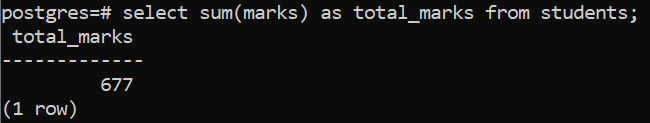 postgres=# select sum(marks) as total_marks from students;
 total_marks
-------------
         677
(1 row)